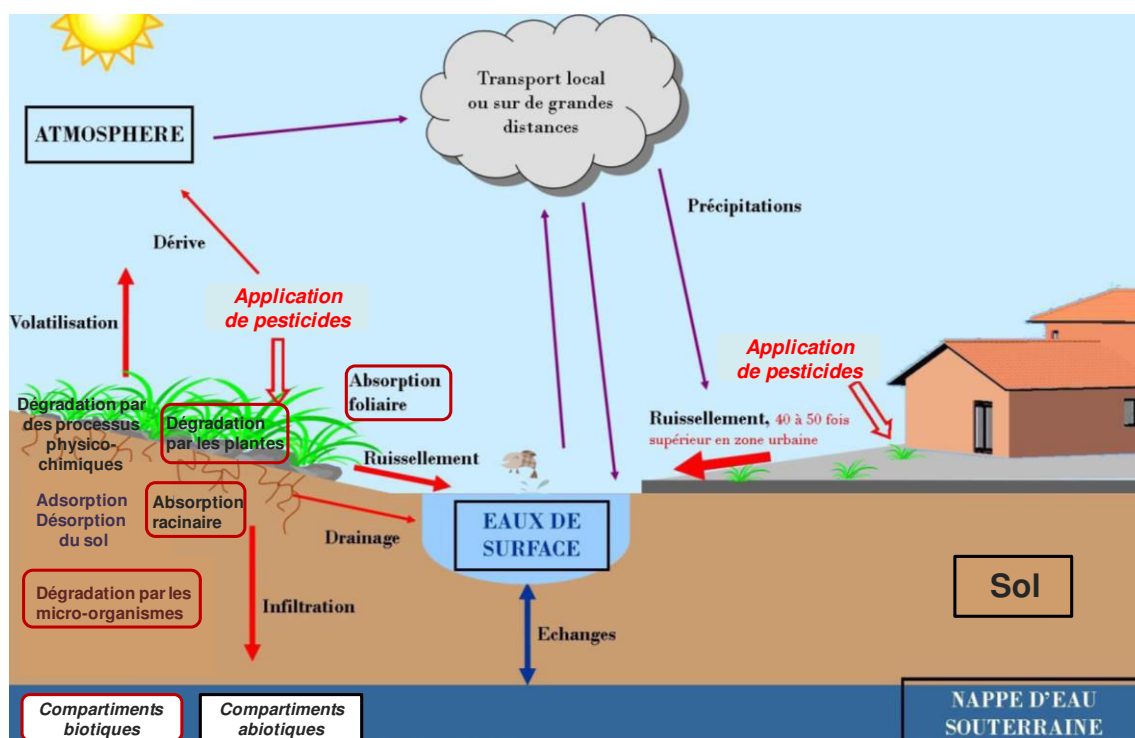 Transport local
ou sur de grandes
distances
ATMOSPHERE
Précipitations
Dérive
Application
de pesticides
Volatilisation
Application
de pesticides
Absorption
foliaire
Dégradation par
des processus
physico-
chimiques
Dégradation
par les plantes
Ruissellement
Ruissellement, 40 à 50 fois
supérieur en zone urbaine
Adsorption
Désorption
du sol
Absorption
racinaire
Drainage
EAUX DE
SURFACE
Sol
Dégradation par les
micro-organismes
Infiltration
Echanges
Compartiments
biotiques
Compartiments
abiotiques
NAPPE D'EAU
SOUTERRAINE